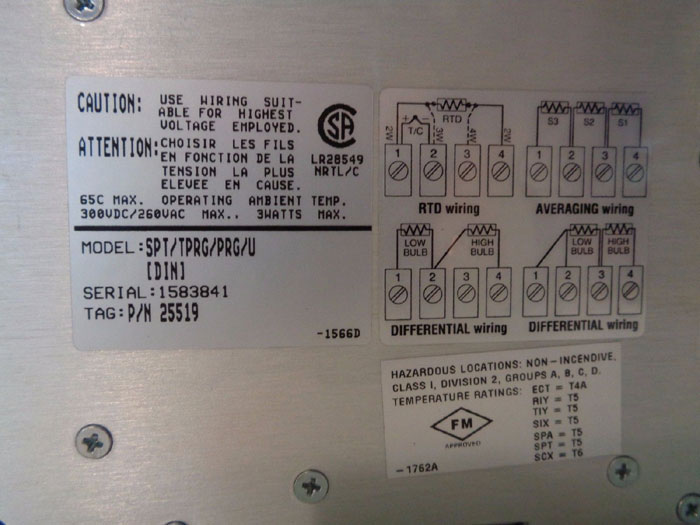 CAUTION: USE WIRING SUIT-
ABLE FOR HIGHEST
VOLTAGE EMPLOYED.
ATTENTION: CHOISIR LES FILS
EN FONCTION DE LA
TENSION LA PLUS
ELEVEE EN CAUSE.
LR28549
NRTL/C
65C MAX. OPERATING AMBIENT TEMP.
300VDC/260VAC MAX., 3WATTS MAX.
MODEL: SPT/TPRG/PRG/U
[DIN]
SERIAL: 1583841
TAG: P/N 25519
-1566D
RTD
T/C
2W 3W 4W 2W
1 2 3 4
RTD wiring
S3 S2 S1
1 2 3 4
AVERAGING wiring
LOW BULB
HIGH BULB
1 2 3 4
DIFFERENTIAL wiring
LOW BULB
HIGH BULB
1 2 3 4
DIFFERENTIAL wiring
HAZARDOUS LOCATIONS: NON-INCENDIVE,
CLASS I, DIVISION 2, GROUPS A, B, C, D.
TEMPERATURE RATINGS: ECT = T4A
RIY = T5
TIY = T5
SIX = T5
SPA = T5
SPT = T5
SCX = T6
FM
APPROVED
-1762A